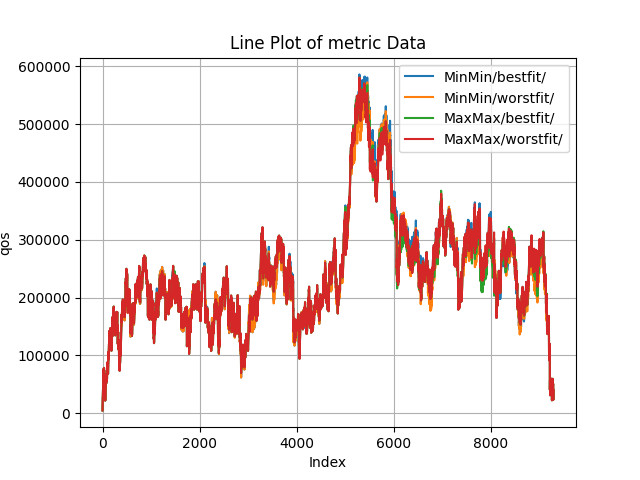 Line Plot of metric Data
600000
500000
400000
300000
200000
100000
0
qos
0
2000
4000
6000
8000
Index
MinMin/bestfit/
MinMin/worstfit/
MaxMax/bestfit/
MaxMax/worstfit/